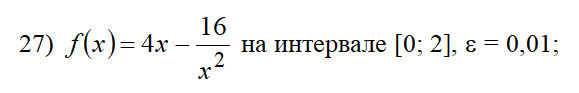 27) f(x) = 4x − 16/x² на интервале [0; 2], ε = 0,01;